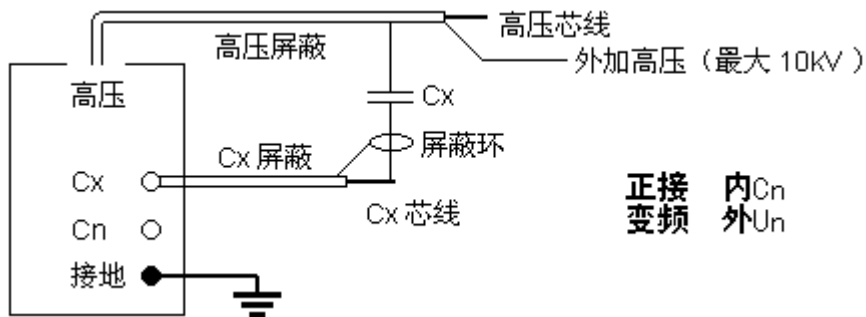 高压芯线
高压屏蔽
外加高压（最大 10kV ）
高压
Cx
屏蔽环
Cx 屏蔽
Cx
Cx 芯线
正接 内Cn
变频 外Un
Cn
接地